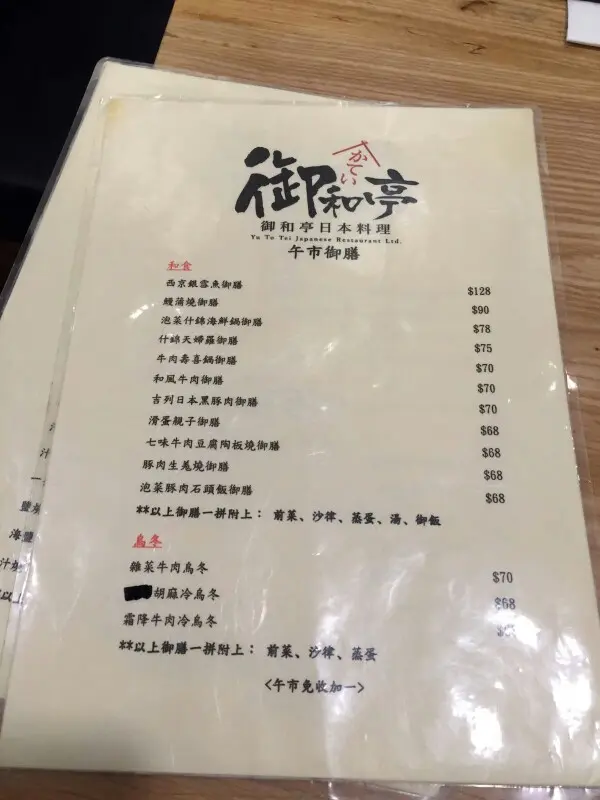 御和亭
かてい
御和亭日本料理
Yu To Tei Japanese Restaurant Ltd.
午市御膳
和食
西京銀雪魚御膳 $128
鰻蒲燒御膳 $90
泡菜什錦海鮮鍋御膳 $78
什錦天婦羅御膳 $75
牛肉壽喜鍋御膳 $70
和風牛肉御膳 $70
吉列日本黑豚肉御膳 $70
滑蛋親子御膳 $68
七味牛肉豆腐陶板燒御膳 $68
豚肉生羌燒御膳 $68
泡菜豚肉石頭飯御膳 $68
**以上御膳一拼附上： 前菜、沙律、蒸蛋、湯、御飯
烏冬
雜菜牛肉烏冬 $70
胡麻冷烏冬 $68
霜降牛肉冷烏冬
**以上御膳一拼附上： 前菜、沙律、蒸蛋
<午市免收加一>